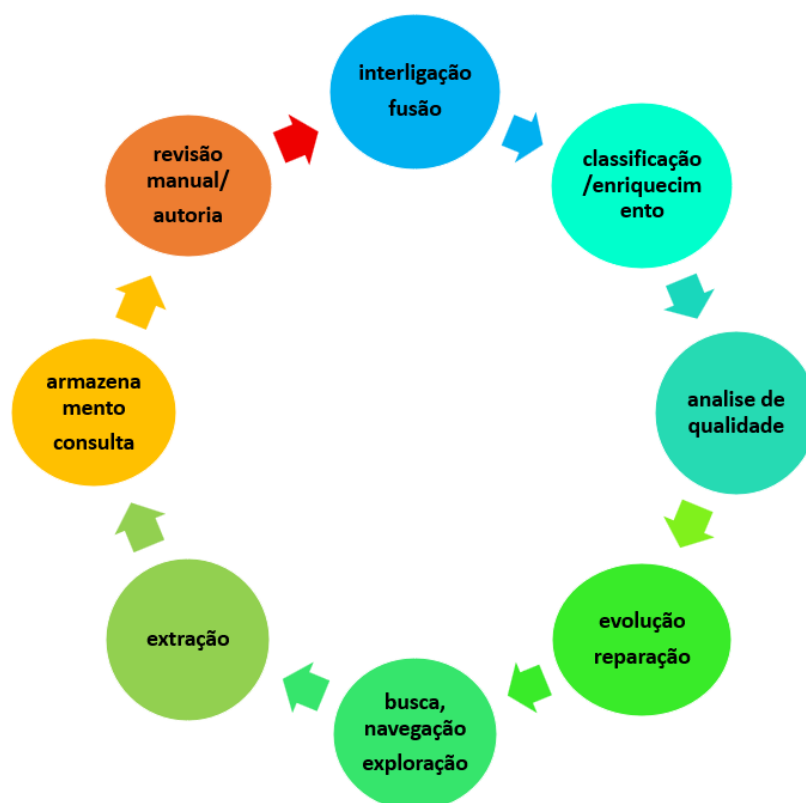 interligação
fusão
classificação
/enriquecim
ento
analise de
qualidade
evolução
reparação
busca,
navegação
exploração
extração
armazena
mento
consulta
revisão
manual/
autoria